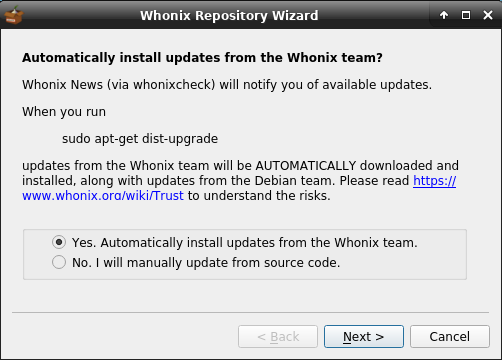 Whonix Repository Wizard
Automatically install updates from the Whonix team?
Whonix News (via whonixcheck) will notify you of available updates.
When you run
sudo apt-get dist-upgrade
updates from the Whonix team will be AUTOMATICALLY downloaded and
installed, along with updates from the Debian team. Please read https://
www.whonix.org/wiki/Trust to understand the risks.
Yes. Automatically install updates from the Whonix team.
No. I will manually update from source code.
< Back Next > Cancel